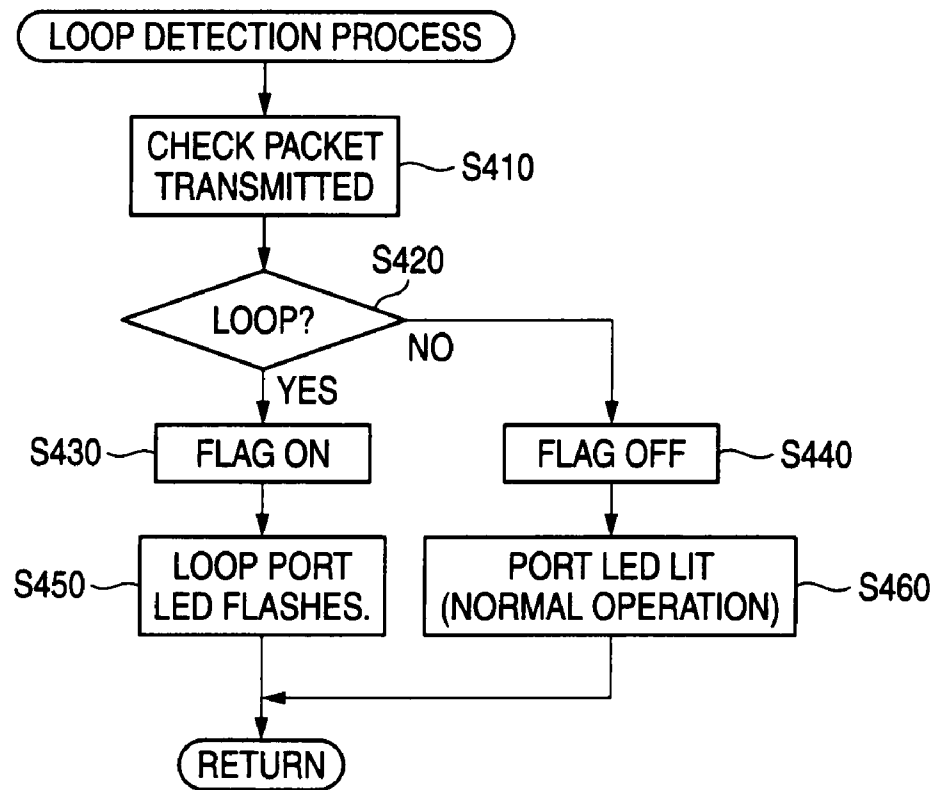 LOOP DETECTION PROCESS
CHECK PACKET
TRANSMITTED
S410
S420
LOOP?
NO
YES
S430
FLAG ON
FLAG OFF
S440
S450
LOOP PORT
LED FLASHES.
PORT LED LIT
(NORMAL OPERATION)
S460
RETURN